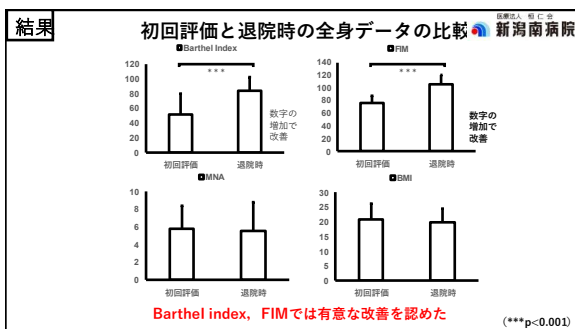 結果
初回評価と退院時の全身データの比較
医療法人 恒仁会
新潟南病院
Barthel Index
120
100
80
60
40
20
0
***
初回評価 退院時
数字の
増加で
改善
FIM
140
120
100
80
60
40
20
0
***
初回評価 退院時
数字の
増加で
改善
MNA
10
8
6
4
2
0
初回評価 退院時
BMI
30
25
20
15
10
5
0
初回評価 退院時
Barthel index, FIMでは有意な改善を認めた
(***p<0.001)